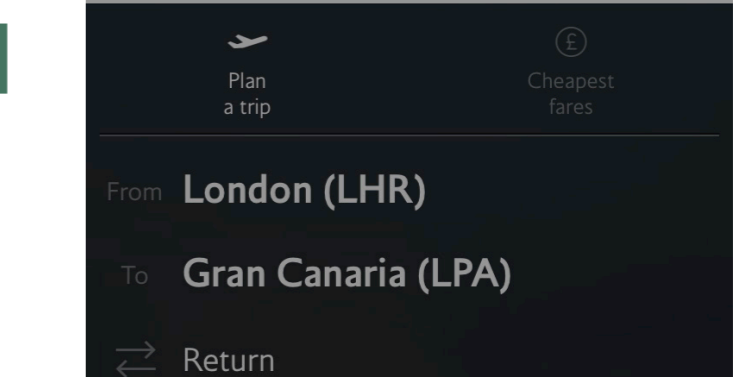 Plan
a trip
£
Cheapest
fares
From London (LHR)
To Gran Canaria (LPA)
Return